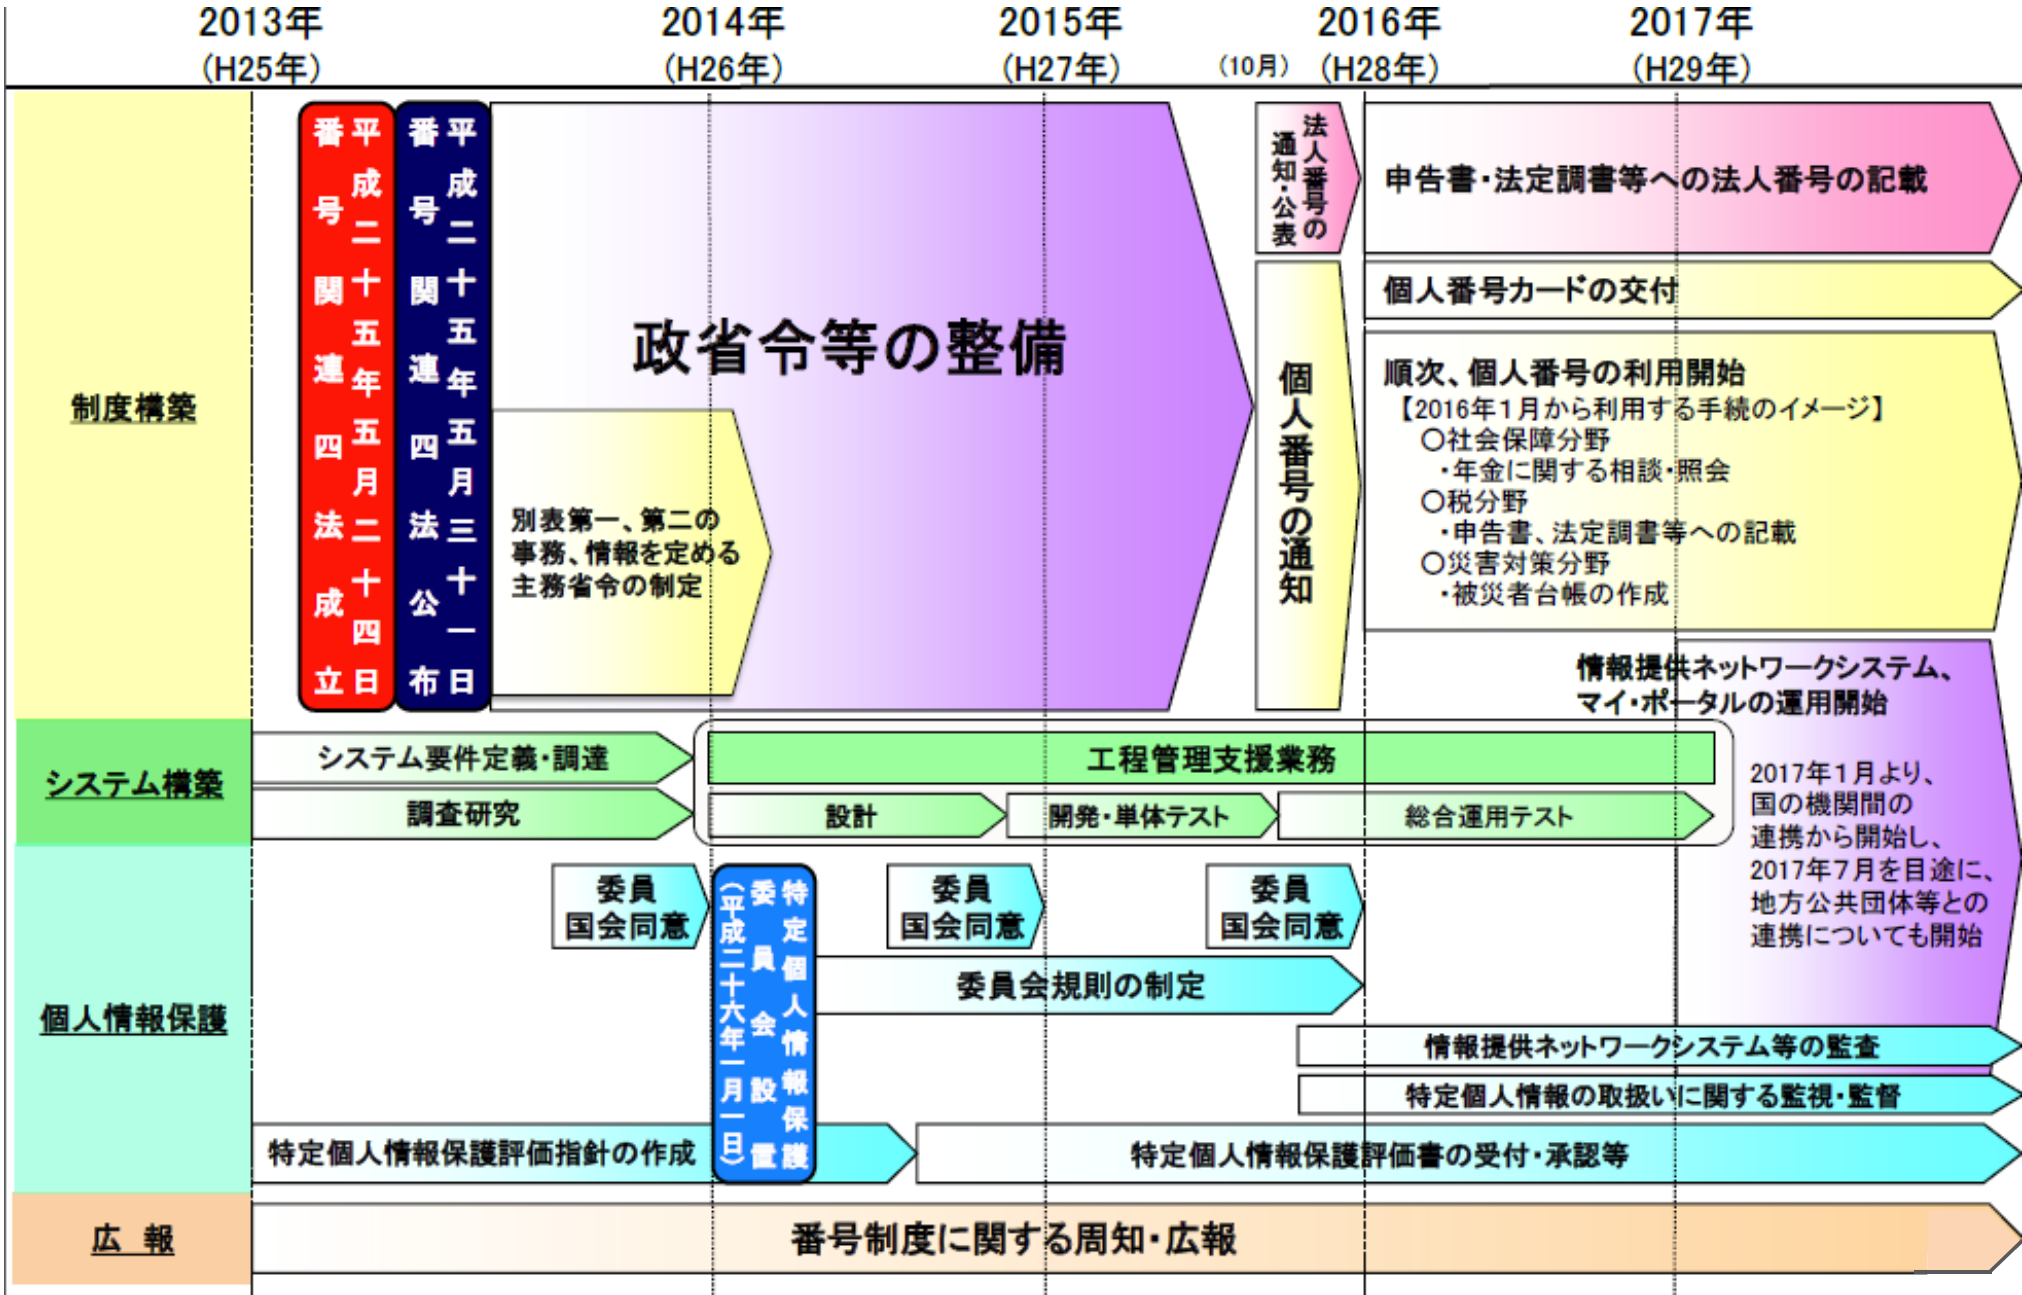 2013年
(H25年)
2014年
(H26年)
2015年
(H27年)
(10月)
2016年
(H28年)
2017年
(H29年)
制度構築
平成二十五年五月二十四日
番号関連四法成立
平成二十五年五月三十一日
番号関連四法公布
政省令等の整備
別表第一、第二の
事務、情報を定める
主務省令の制定
法人番号の
通知・公表
個人番号の通知
申告書・法定調書等への法人番号の記載
個人番号カードの交付
順次、個人番号の利用開始
【2016年1月から利用する手続のイメージ】
〇社会保障分野
・年金に関する相談・照会
〇税分野
・申告書、法定調書等への記載
〇災害対策分野
・被災者台帳の作成
情報提供ネットワークシステム、
マイ・ポータルの運用開始
2017年1月より、
国の機関間の
連携から開始し、
2017年7月を目途に、
地方公共団体等との
連携についても開始
システム構築
システム要件定義・調達
調査研究
工程管理支援業務
設計
開発・単体テスト
総合運用テスト
個人情報保護
委員
国会同意
特定個人情報保護
委員会設置
(平成二十六年一月一日)
委員
国会同意
委員
国会同意
委員会規則の制定
情報提供ネットワークシステム等の監査
特定個人情報の取扱いに関する監視・監督
特定個人情報保護評価指針の作成
特定個人情報保護評価書の受付・承認等
広 報
番号制度に関する周知・広報